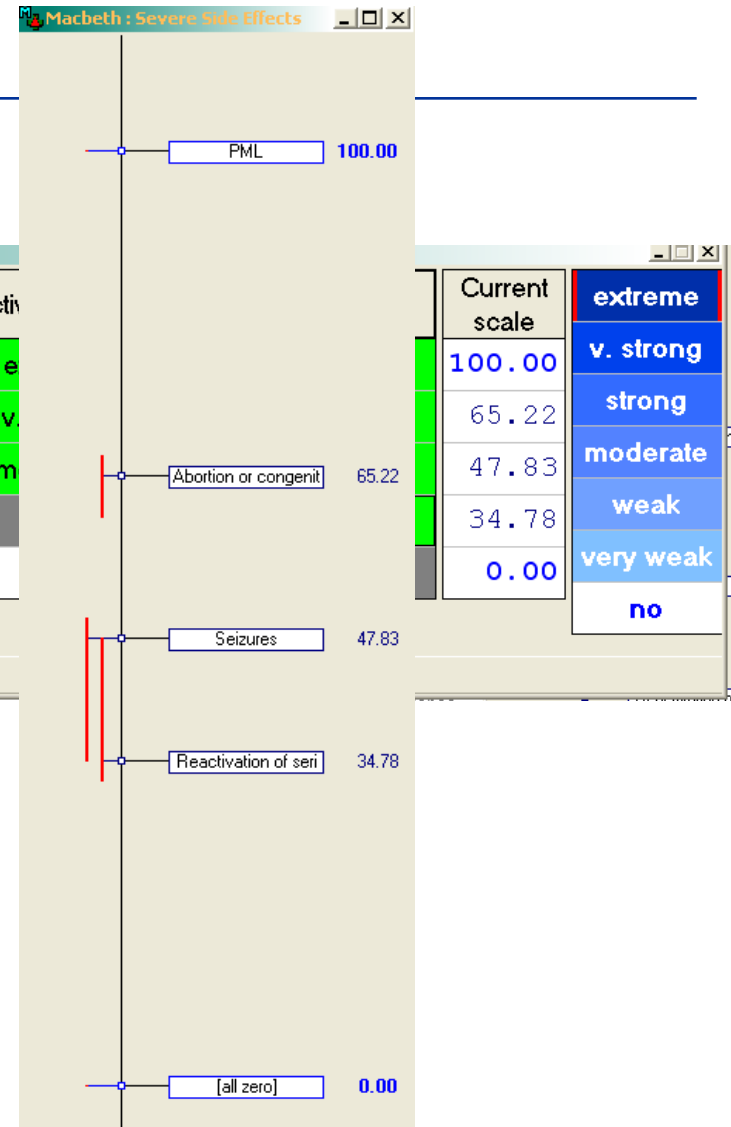 Macbeth : Severe Side Effects
PML 100.00
Current
scale
extreme
100.00
v. strong
65.22
strong
47.83
moderate
34.78
weak
0.00
very weak
no
Abortion or congenit 65.22
Seizures 47.83
Reactivation of seri 34.78
[all zero] 0.00